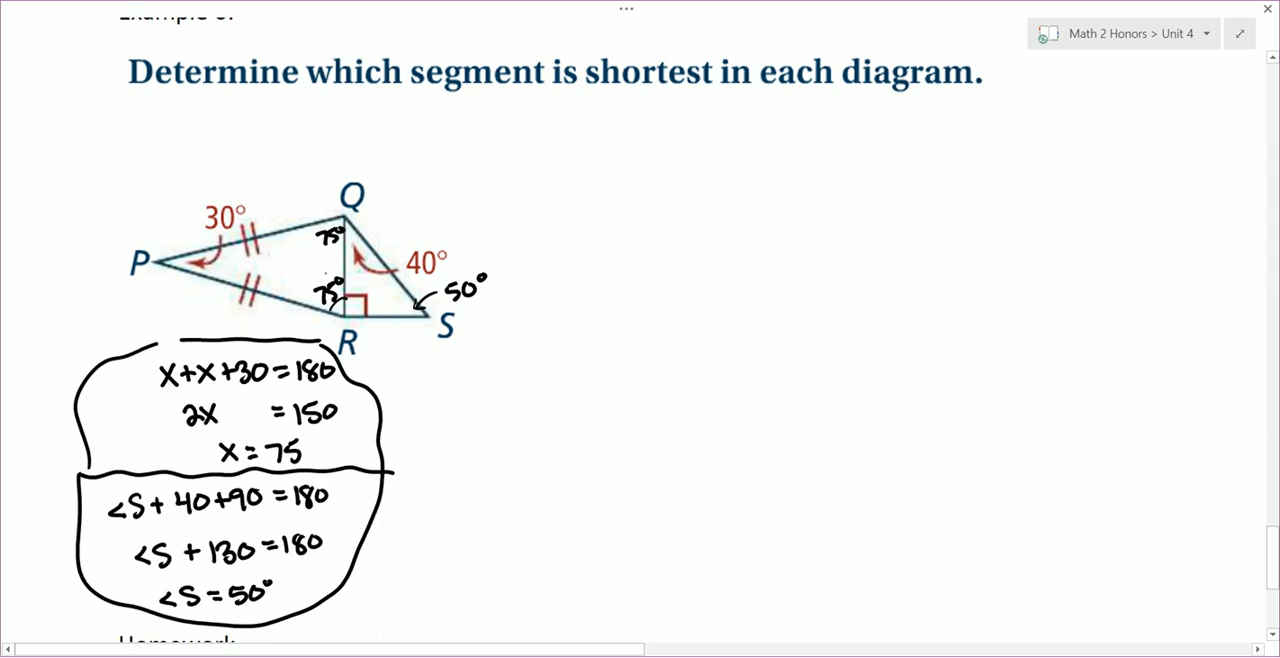 Math 2 Honors > Unit 4
Determine which segment is shortest in each diagram.
Q
30°
75°
P
40°
75°
50°
S
R
x+x+30=180
2x =150
x=75
<S+40+90=180
<S+130=180
<S=50°